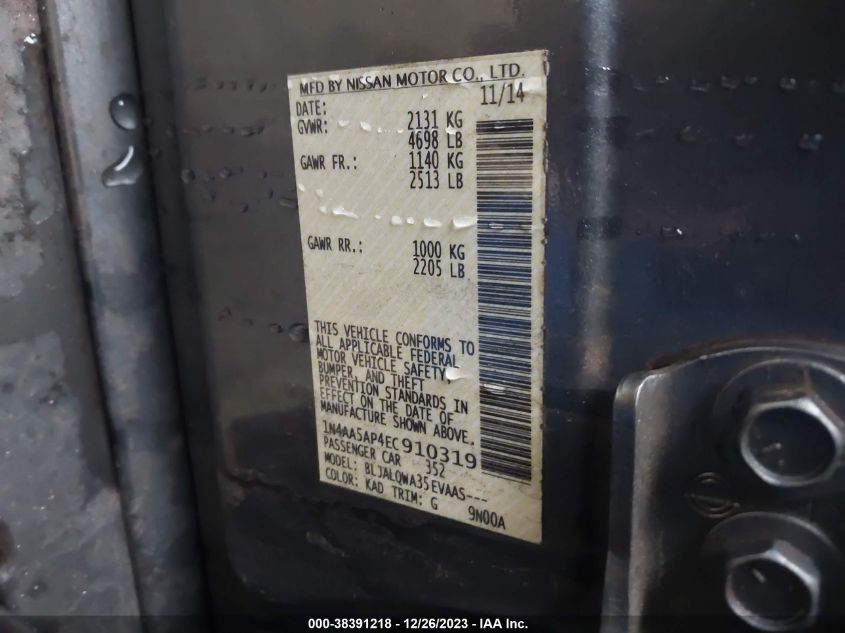 MFD BY NISSAN MOTOR CO., LTD.
DATE: 11/14
GVWR: 2131 KG
4698 LB
GAWR FR.: 1140 KG
2513 LB
GAWR RR.: 1000 KG
2205 LB
THIS VEHICLE CONFORMS TO
ALL APPLICABLE FEDERAL
MOTOR VEHICLE SAFETY,
BUMPER, AND THEFT
PREVENTION STANDARDS IN
EFFECT ON THE DATE OF
MANUFACTURE SHOWN ABOVE.
1N4AA5AP4EC910319
PASSENGER CAR 352
MODEL: BLJALQWA35EVAAS---
COLOR: KAD TRIM: G 9N00A
000-38391218 - 12/26/2023 - IAA Inc.